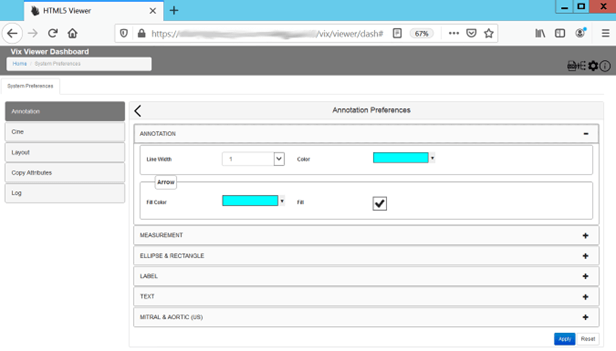 HTML5 Viewer
https:// /vix/viewer/dash#
67%
Vix Viewer Dashboard
Home / System Preferences
System Preferences
Annotation
Cine
Layout
Copy Attributes
Log
Annotation Preferences
ANNOTATION
Line Width
1
Color
Arrow
Fill Color
Fill
MEASUREMENT
ELLIPSE & RECTANGLE
LABEL
TEXT
MITRAL & AORTIC (US)
Apply
Reset